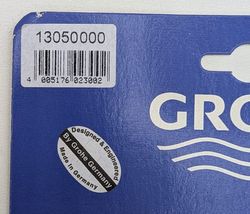 13050000
4 005176 023002
GRO
Designed & Engineered
By Grohe Germany
Made in Germany